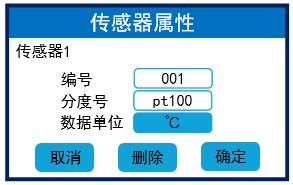 传感器属性
传感器1
编号 001
分度号 pt100
数据单位 ℃
取消 删除 确定